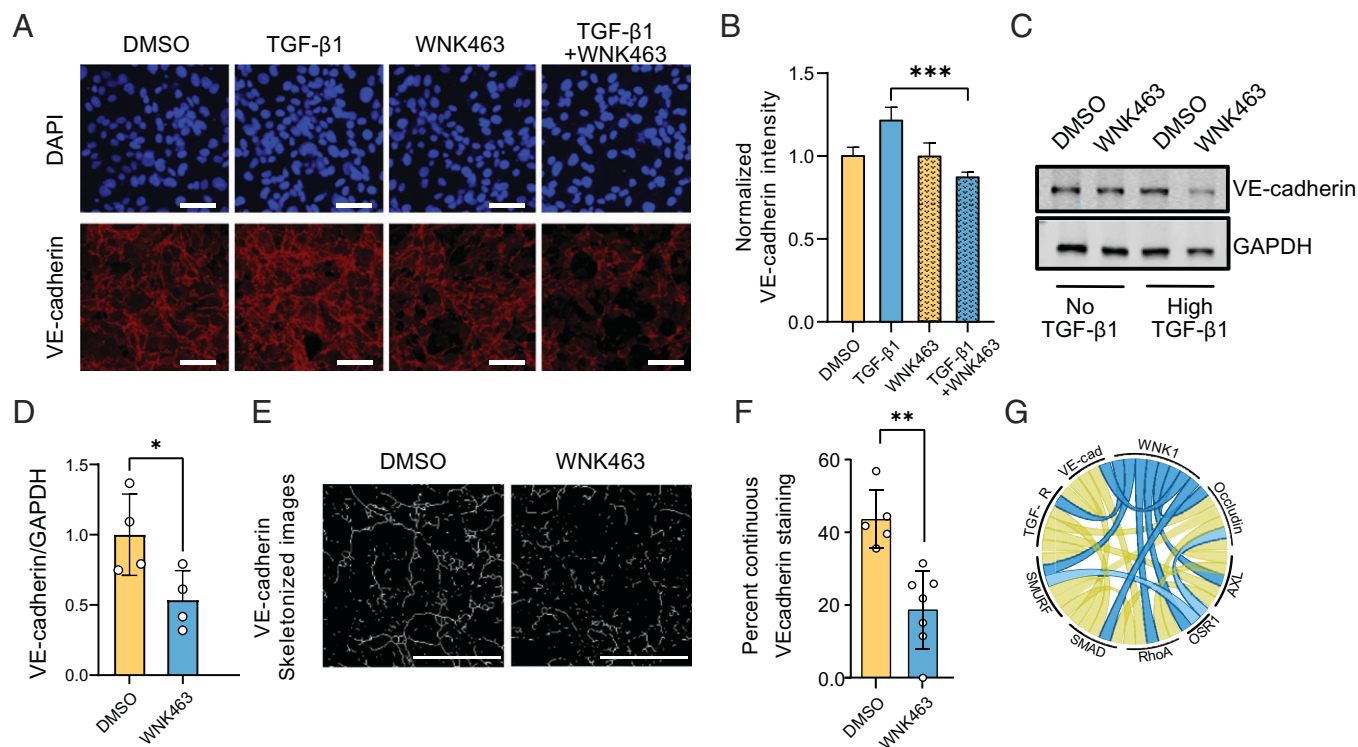 A
DMSO
TGF-β1
WNK463
TGF-β1
+WNK463
DAPI
VE-cadherin
B
Normalized
VE-cadherin intensity
1.5
1.0
0.5
0.0
***
DMSO
TGF-β1
WNK463
TGF-β1
+WNK463
C
DMSO
WNK463
DMSO
WNK463
VE-cadherin
GAPDH
No
TGF-β1
High
TGF-β1
D
VE-cadherin/GAPDH
1.5
1.0
0.5
0.0
*
DMSO
WNK463
E
DMSO
WNK463
VE-cadherin
Skeletonized images
F
Percent continuous
VEcadherin staining
60
40
20
0.0
**
DMSO
WNK463
G
WNK1
Occludin
AXL
OSR1
RhoA
SMAD
SMURF
TGF- R
VE-cad